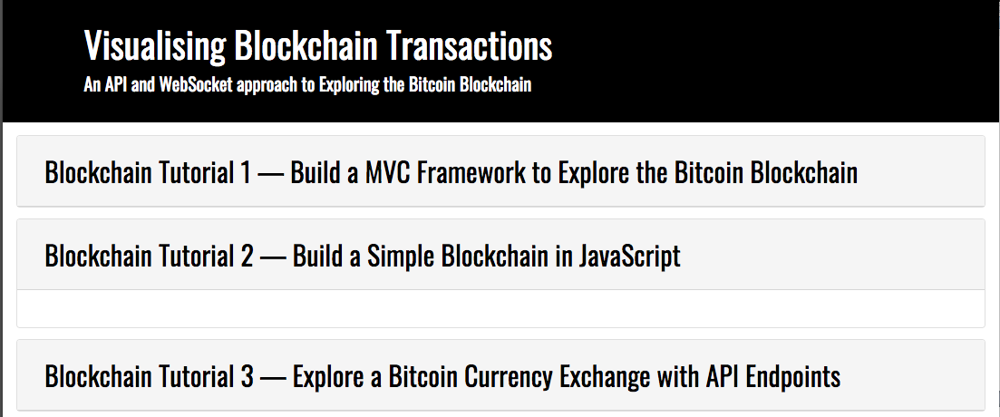 Visualising Blockchain Transactions
An API and WebSocket approach to Exploring the Bitcoin Blockchain
Blockchain Tutorial 1 — Build a MVC Framework to Explore the Bitcoin Blockchain
Blockchain Tutorial 2 — Build a Simple Blockchain in JavaScript
Blockchain Tutorial 3 — Explore a Bitcoin Currency Exchange with API Endpoints